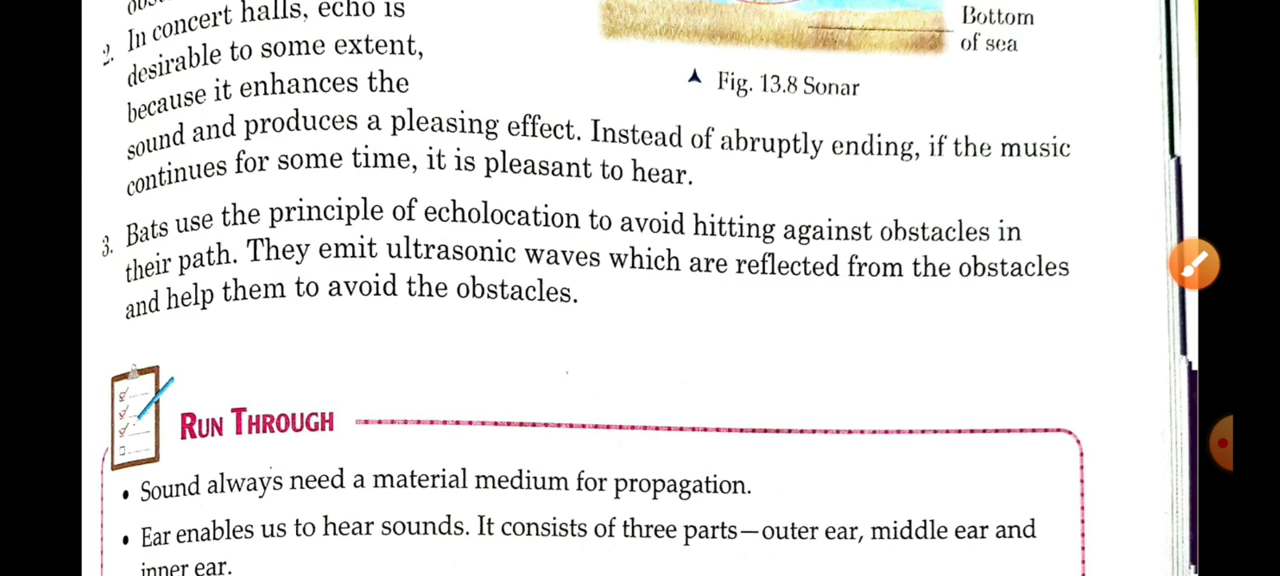 2. In concert halls, echo is
desirable to some extent,
because it enhances the
sound and produces a pleasing effect. Instead of abruptly ending, if the music
continues for some time, it is pleasant to hear.
Bottom
of sea
▲ Fig. 13.8 Sonar
3. Bats use the principle of echolocation to avoid hitting against obstacles in
their path. They emit ultrasonic waves which are reflected from the obstacles
and help them to avoid the obstacles.
RUN THROUGH
• Sound always need a material medium for propagation.
• Ear enables us to hear sounds. It consists of three parts—outer ear, middle ear and
inner ear.